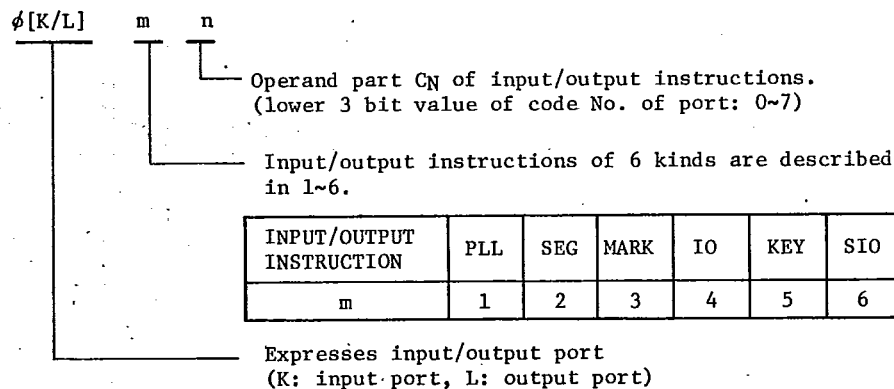 ϕ[K/L] m n
Operand part CN of input/output instructions.
(lower 3 bit value of code No. of port: 0~7)
Input/output instructions of 6 kinds are described
in 1~6.
INPUT/OUTPUT INSTRUCTION PLL SEG MARK IO KEY SIO
m 1 2 3 4 5 6
Expresses input/output port
(K: input port, L: output port)